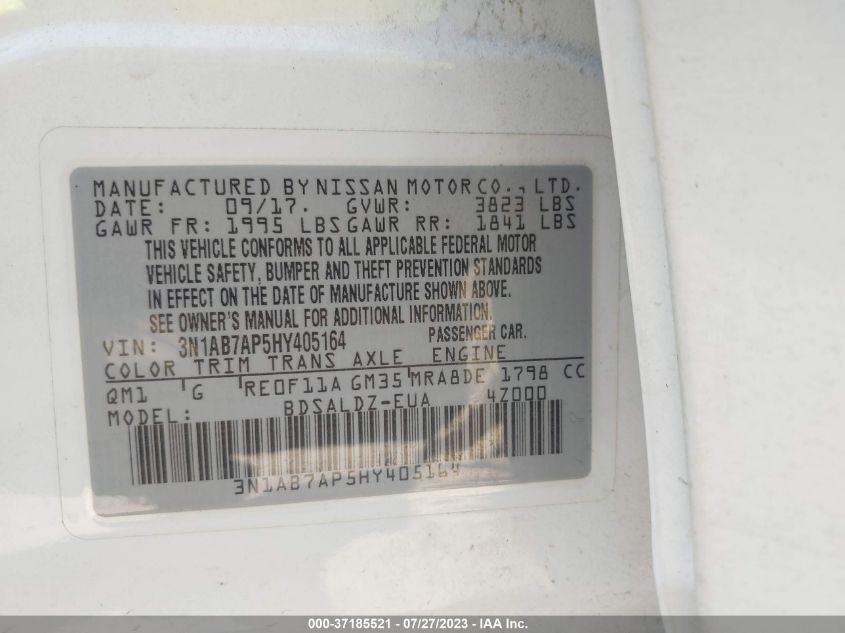 MANUFACTURED BY NISSAN MOTOR CO., LTD.
DATE: 09/17. GVWR: 3823 LBS
GAWR FR: 1995 LBS GAWR RR: 1841 LBS
THIS VEHICLE CONFORMS TO ALL APPLICABLE FEDERAL MOTOR
VEHICLE SAFETY, BUMPER AND THEFT PREVENTION STANDARDS
IN EFFECT ON THE DATE OF MANUFACTURE SHOWN ABOVE.
SEE OWNER'S MANUAL FOR ADDITIONAL INFORMATION.
VIN: 3N1AB7AP5HY405164 PASSENGER CAR.
COLOR TRIM TRANS AXLE ENGINE
QM1 G RE0F11A GM35 MRA8DE 1798 CC
MODEL: BDSALDZ-EUA 4Z000
3N1AB7AP5HY405164
000-37185521 - 07/27/2023 - IAA Inc.